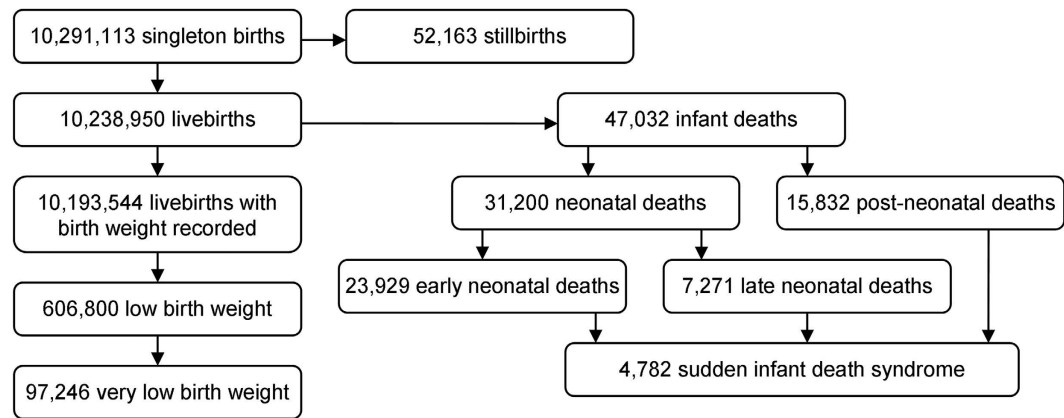 10,291,113 singleton births
52,163 stillbirths
10,238,950 livebirths
47,032 infant deaths
10,193,544 livebirths with
birth weight recorded
31,200 neonatal deaths
15,832 post-neonatal deaths
606,800 low birth weight
23,929 early neonatal deaths
7,271 late neonatal deaths
97,246 very low birth weight
4,782 sudden infant death syndrome